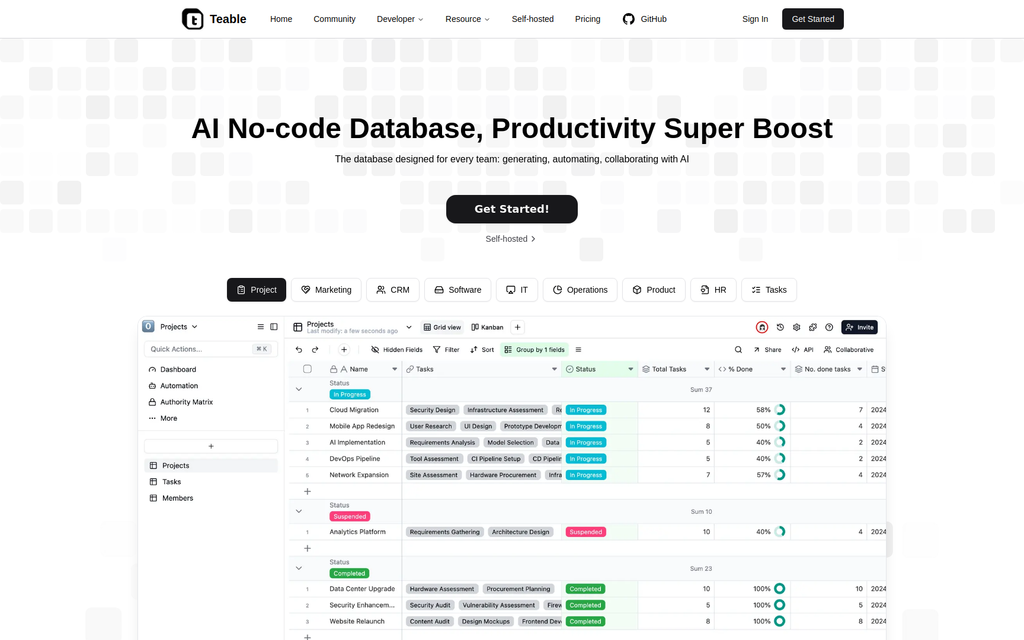 Teable
Home
Community
Developer
Resource
Self-hosted
Pricing
GitHub
Sign In
Get Started
AI No-code Database, Productivity Super Boost
The database designed for every team: generating, automating, collaborating with AI
Get Started!
Self-hosted
Project
Marketing
CRM
Software
IT
Operations
Product
HR
Tasks
Projects
Quick Actions...
⌘ K
Dashboard
Automation
Authority Matrix
More
Projects
Tasks
Members
Projects
Last modify: a few seconds ago
Grid view
Kanban
Invite
Hidden Fields
Filter
Sort
Group by 1 fields
Share
API
Collaborative
Name
Tasks
Status
Total Tasks
% Done
No. done tasks
Status
In Progress
Sum 37
1 Cloud Migration Security Design Infrastructure Assessment In Progress 12 58% 7 2024
2 Mobile App Redesign User Research UI Design Prototype Developm In Progress 8 50% 4 2024
3 AI Implementation Requirements Analysis Model Selection Data In Progress 5 40% 2 2024
4 DevOps Pipeline Tool Assessment CI Pipeline Setup CD Pipelin In Progress 5 40% 2 2024
Network Expansion Site Assessment Hardware Procurement Infra In Progress 7 57% 4 2024
Status
Suspended
Sum 10
1 Analytics Platform Requirements Gathering Architecture Design Suspended 10 40% 4 2024
Status
Completed
Sum 23
1 Data Center Upgrade Hardware Assessment Procurement Planning Completed 10 100% 10 2024
2 Security Enhancem... Security Audit Vulnerability Assessment Firew Completed 5 100% 5 2024
3 Website Relaunch Content Audit Design Mockups Frontend Dev Completed 8 100% 8 2024